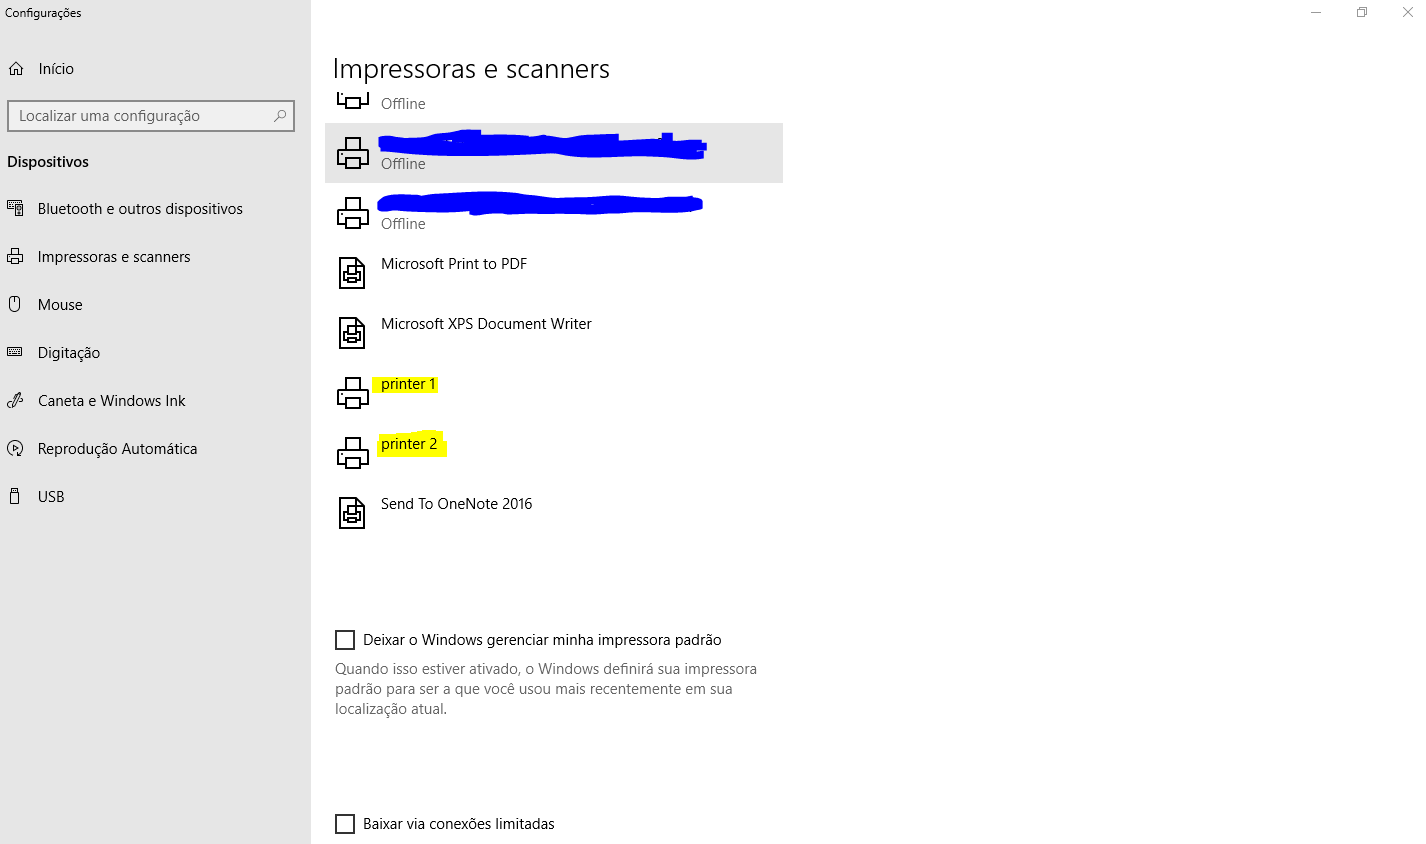 Configurações
Início
Localizar uma configuração
Dispositivos
Bluetooth e outros dispositivos
Impressoras e scanners
Mouse
Digitação
Caneta e Windows Ink
Reprodução Automática
USB
Impressoras e scanners
Offline
Offline
Offline
Microsoft Print to PDF
Microsoft XPS Document Writer
printer 1
printer 2
Send To OneNote 2016
Deixar o Windows gerenciar minha impressora padrão
Quando isso estiver ativado, o Windows definirá sua impressora
padrão para ser a que você usou mais recentemente em sua
localização atual.
Baixar via conexões limitadas